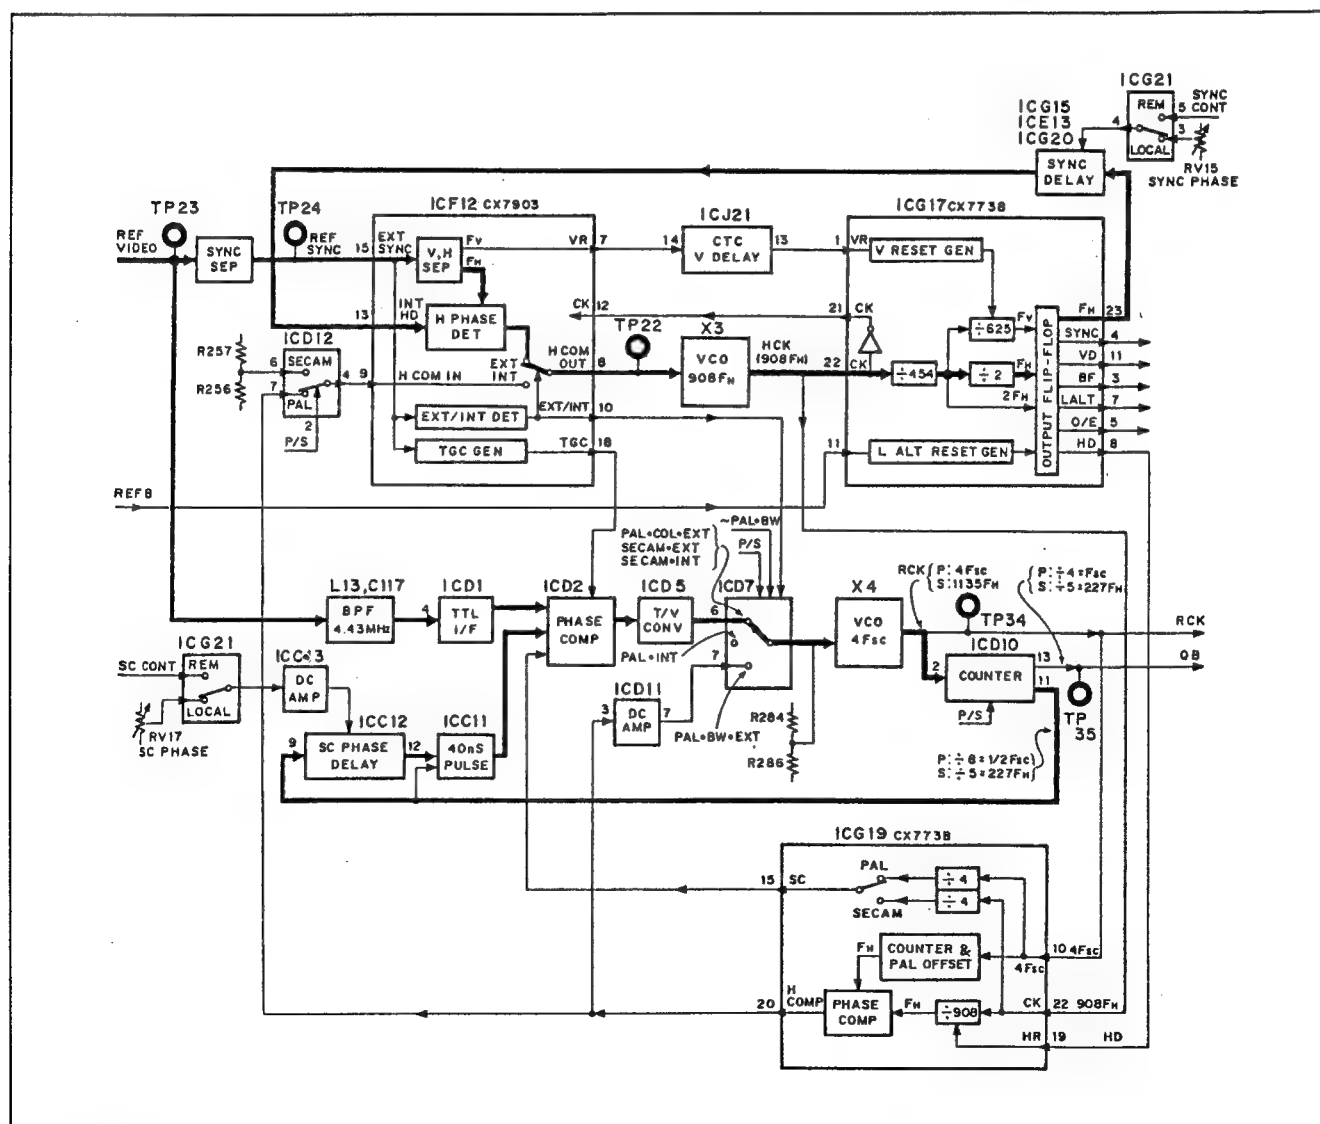 ICG21
REM
5 SYNC CONT
4
3
LOCAL
RV15
SYNC PHASE
ICG15
ICE13
ICG20
SYNC DELAY
TP23
REF VIDEO
SYNC SEP
TP24
REF SYNC
15
EXT SYNC
ICF12 CX7903
V,H SEP
Fv
FH
VR
7
ICJ21
14
CTC V DELAY
13
ICG17 CX773B
1
VR
V RESET GEN
13
INT HD
H PHASE DET
CK
12
21
CK
TP22
X3
VCO 908FH
HCK (908FH)
22
CK
÷454
÷625
Fv
÷2
FH
2FH
OUTPUT FLIP-FLOP
FH
23
SYNC
4
VD
11
BF
3
LALT
7
O/E
5
HD
8
R257
R256
ICD12
6
SECAM
7
PAL
4
2
P/S
9
H COM IN
EXT
INT
H COM OUT
8
EXT/INT DET
EXT/INT
10
TGC GEN
TGC
18
11
L ALT RESET GEN
REF8
PAL•COL•EXT
SECAM•EXT
SECAM•INT
~PAL•BW
P/S
L13,C117
BPF 4.43MHz
4
ICD1
TTL I/F
ICD2
PHASE COMP
ICD5
T/V CONV
6
ICD7
PAL•INT
7
PAL•BW•EXT
X4
VCO 4Fsc
RCK
P: 4Fsc
S: 1135FH
P: ÷4=Fsc
S: ÷5=227FH
TP34
RCK
ICD10
2
COUNTER
13
11
P/S
QB
TP 35
P: ÷8=1/2Fsc
S: ÷5=227FH
ICG21
SC CONT
REM
LOCAL
RV17
SC PHASE
ICC13
DC AMP
ICC12
9
SC PHASE DELAY
12
ICC11
40nS PULSE
ICD11
3
DC AMP
7
R284
R286
ICG19 CX773B
15
SC
PAL
SECAM
÷4
÷4
FH
COUNTER & PAL OFFSET
4Fsc
10 4Fsc
20
H COMP
PHASE COMP
FH
÷908
CK
22 908FH
HR
19
HD